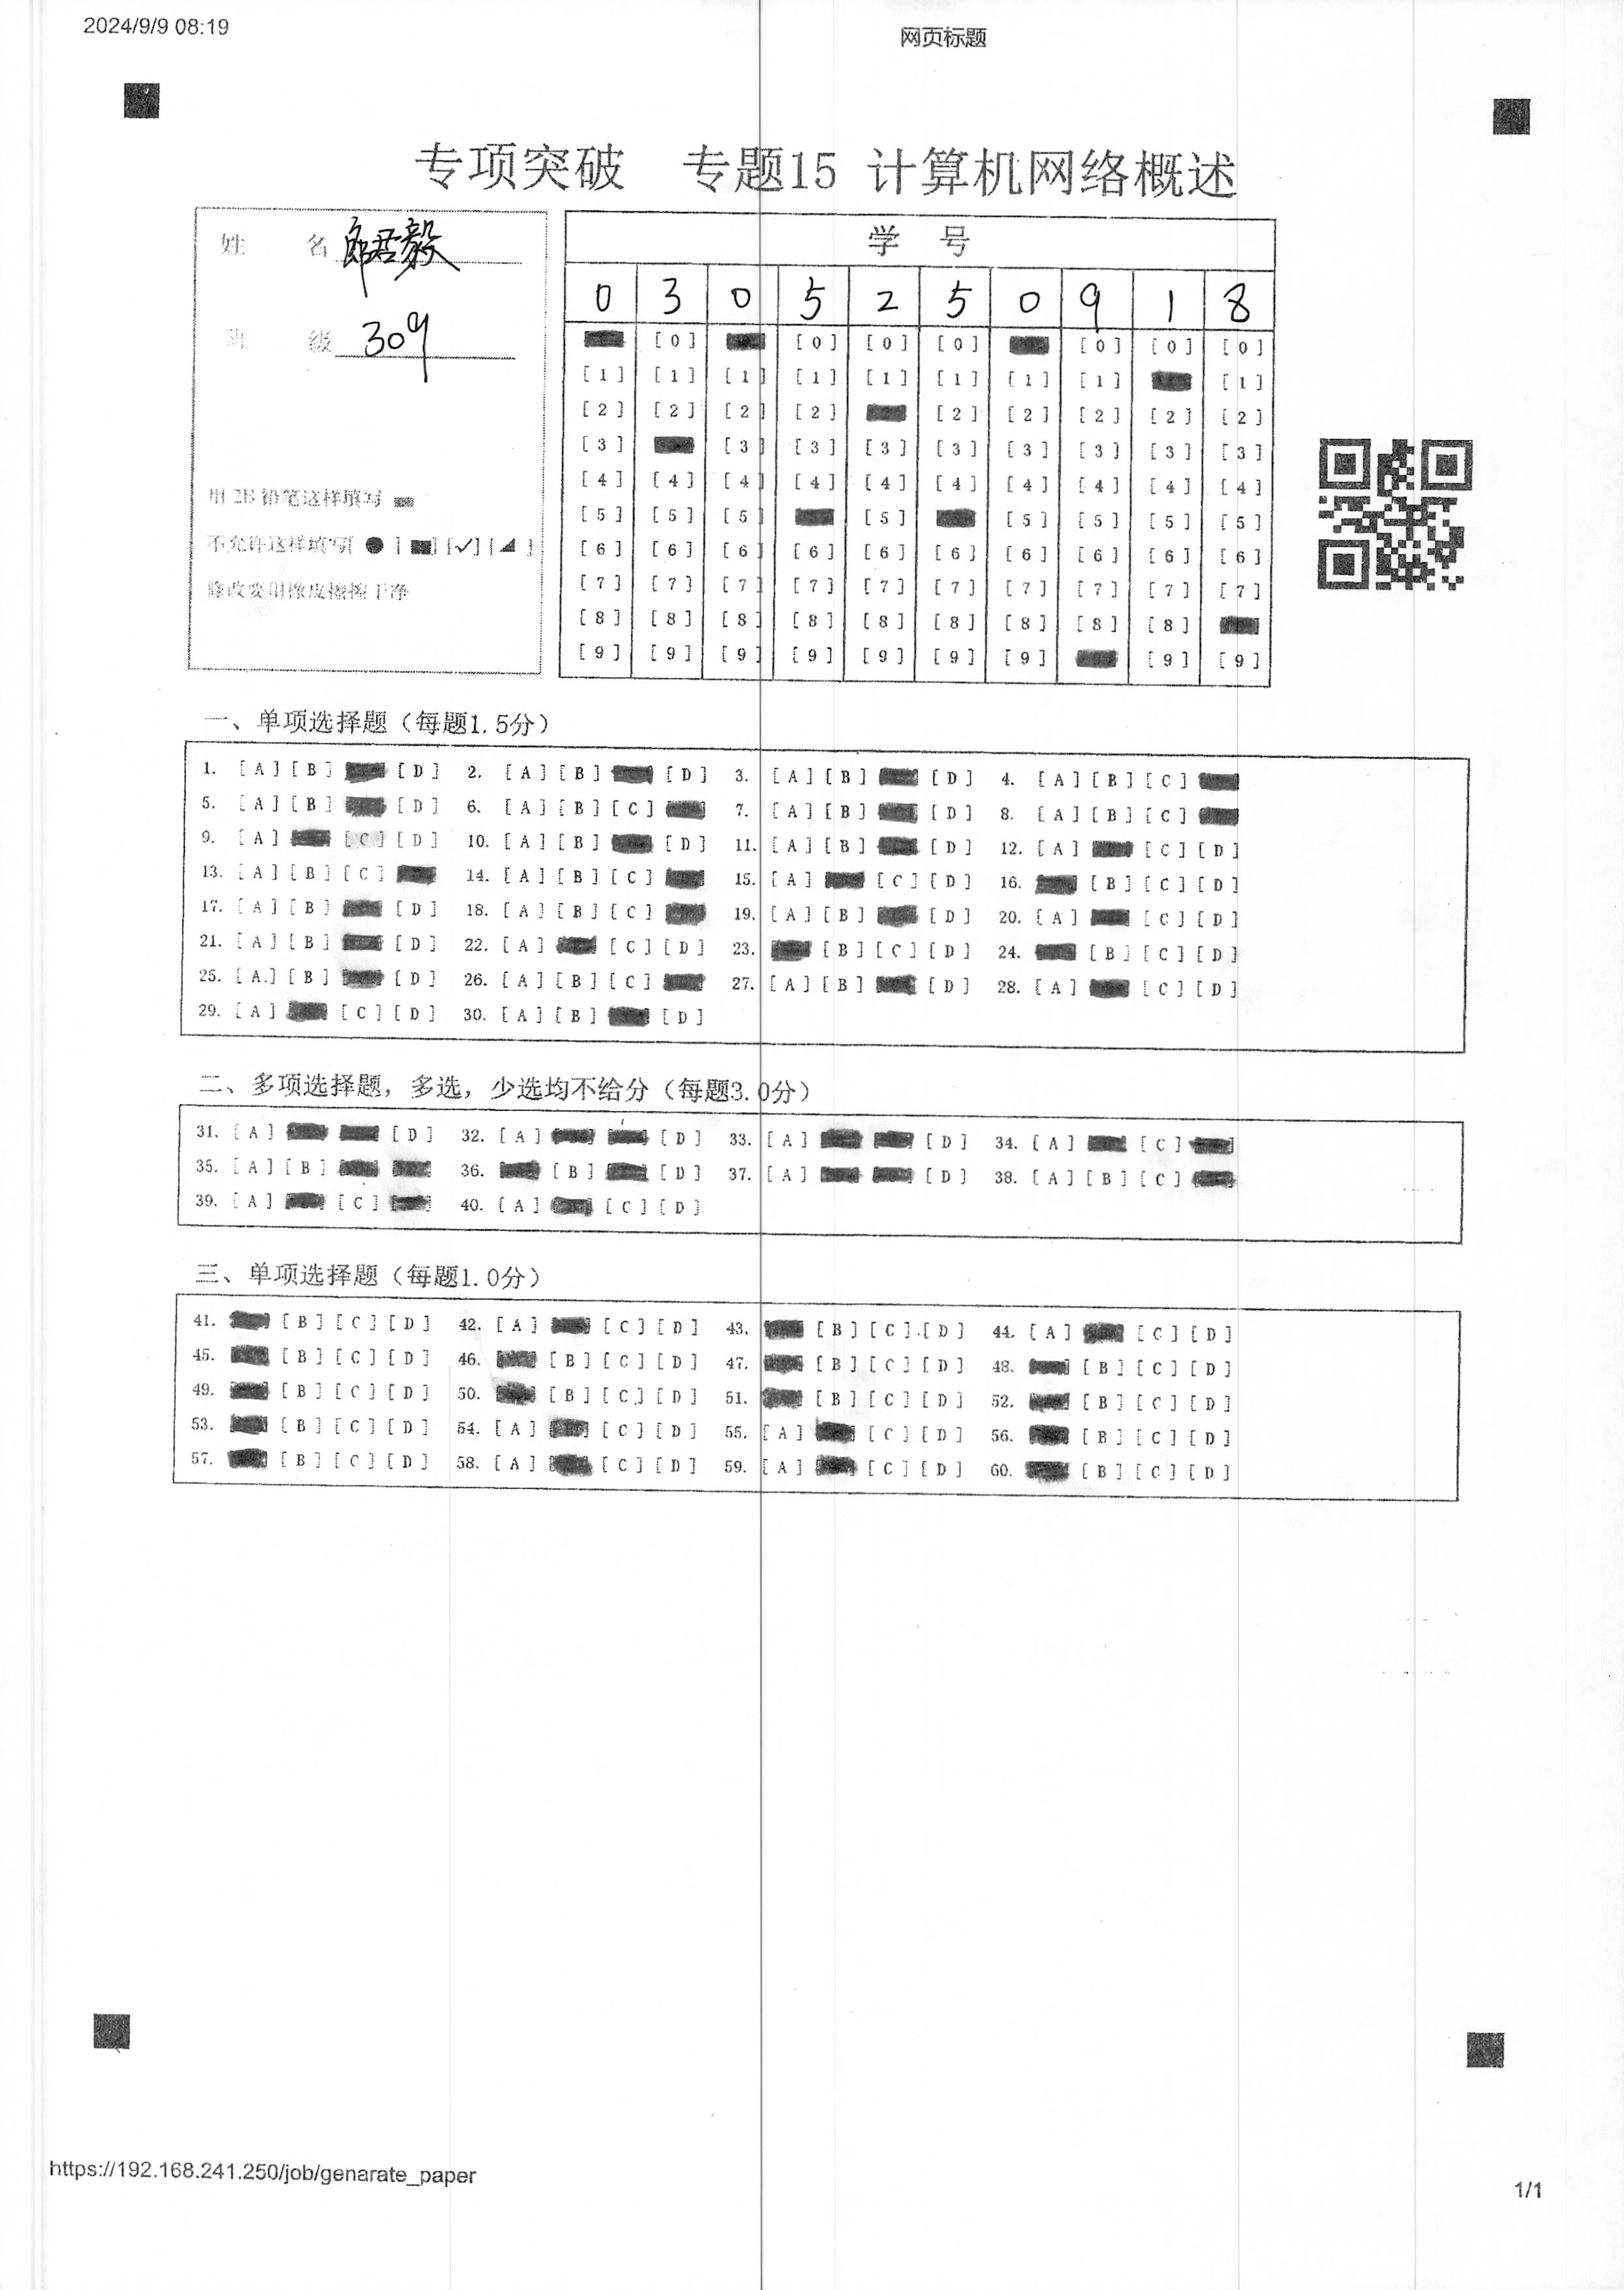 2024/9/9 08:19
网页标题
专项突破 专题15 计算机网络概述
姓 名 郎君毅
班 级 309
用 2B 铅笔这样填写
不允许这样填写[ ● ] [■] [✓] [◢ ]
修改要用橡皮擦擦干净
学 号
0 3 0 5 2 5 0 9 1 8
[0] [0] [0] [0] [0] [0] [0]
[1] [1] [1] [1] [1] [1] [1] [1] [1]
[2] [2] [2] [2] [2] [2] [2] [2] [2]
[3] [3] [3] [3] [3] [3] [3] [3] [3]
[4] [4] [4] [4] [4] [4] [4] [4] [4] [4]
[5] [5] [5] [5] [5] [5] [5] [5]
[6] [6] [6] [6] [6] [6] [6] [6] [6] [6]
[7] [7] [7] [7] [7] [7] [7] [7] [7] [7]
[8] [8] [8] [8] [8] [8] [8] [8] [8]
[9] [9] [9] [9] [9] [9] [9] [9] [9]
一、单项选择题（每题1.5分）
1. [A] [B] [D] 2. [A] [B] [D] 3. [A] [B] [D] 4. [A] [B] [C]
5. [A] [B] [D] 6. [A] [B] [C] 7. [A] [B] [D] 8. [A] [B] [C]
9. [A] [C] [D] 10. [A] [B] [D] 11. [A] [B] [D] 12. [A] [C] [D]
13. [A] [B] [C] 14. [A] [B] [C] 15. [A] [C] [D] 16. [B] [C] [D]
17. [A] [B] [D] 18. [A] [B] [C] 19. [A] [B] [D] 20. [A] [C] [D]
21. [A] [B] [D] 22. [A] [C] [D] 23. [B] [C] [D] 24. [B] [C] [D]
25. [A] [B] [D] 26. [A] [B] [C] 27. [A] [B] [D] 28. [A] [C] [D]
29. [A] [C] [D] 30. [A] [B] [D]
二、多项选择题，多选，少选均不给分（每题3.0分）
31. [A] [D] 32. [A] [D] 33. [A] [D] 34. [A] [C]
35. [A] [B] 36. [B] [D] 37. [A] [D] 38. [A] [B] [C]
39. [A] [C] 40. [A] [C] [D]
三、单项选择题（每题1.0分）
41. [B] [C] [D] 42. [A] [C] [D] 43. [B] [C] [D] 44. [A] [C] [D]
45. [B] [C] [D] 46. [B] [C] [D] 47. [B] [C] [D] 48. [B] [C] [D]
49. [B] [C] [D] 50. [B] [C] [D] 51. [B] [C] [D] 52. [B] [C] [D]
53. [B] [C] [D] 54. [A] [C] [D] 55. [A] [C] [D] 56. [B] [C] [D]
57. [B] [C] [D] 58. [A] [C] [D] 59. [A] [C] [D] 60. [B] [C] [D]
https://192.168.241.250/job/genarate_paper
1/1